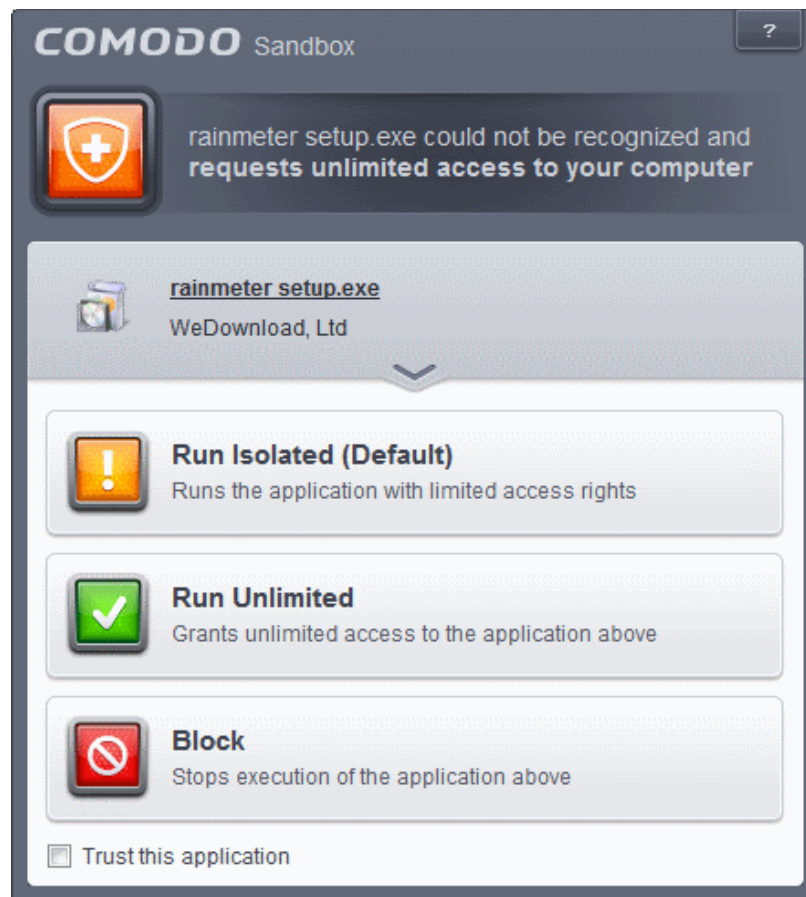 COMODO Sandbox
?
rainmeter setup.exe could not be recognized and
requests unlimited access to your computer
rainmeter setup.exe
WeDownload, Ltd
Run Isolated (Default)
Runs the application with limited access rights
Run Unlimited
Grants unlimited access to the application above
Block
Stops execution of the application above
Trust this application